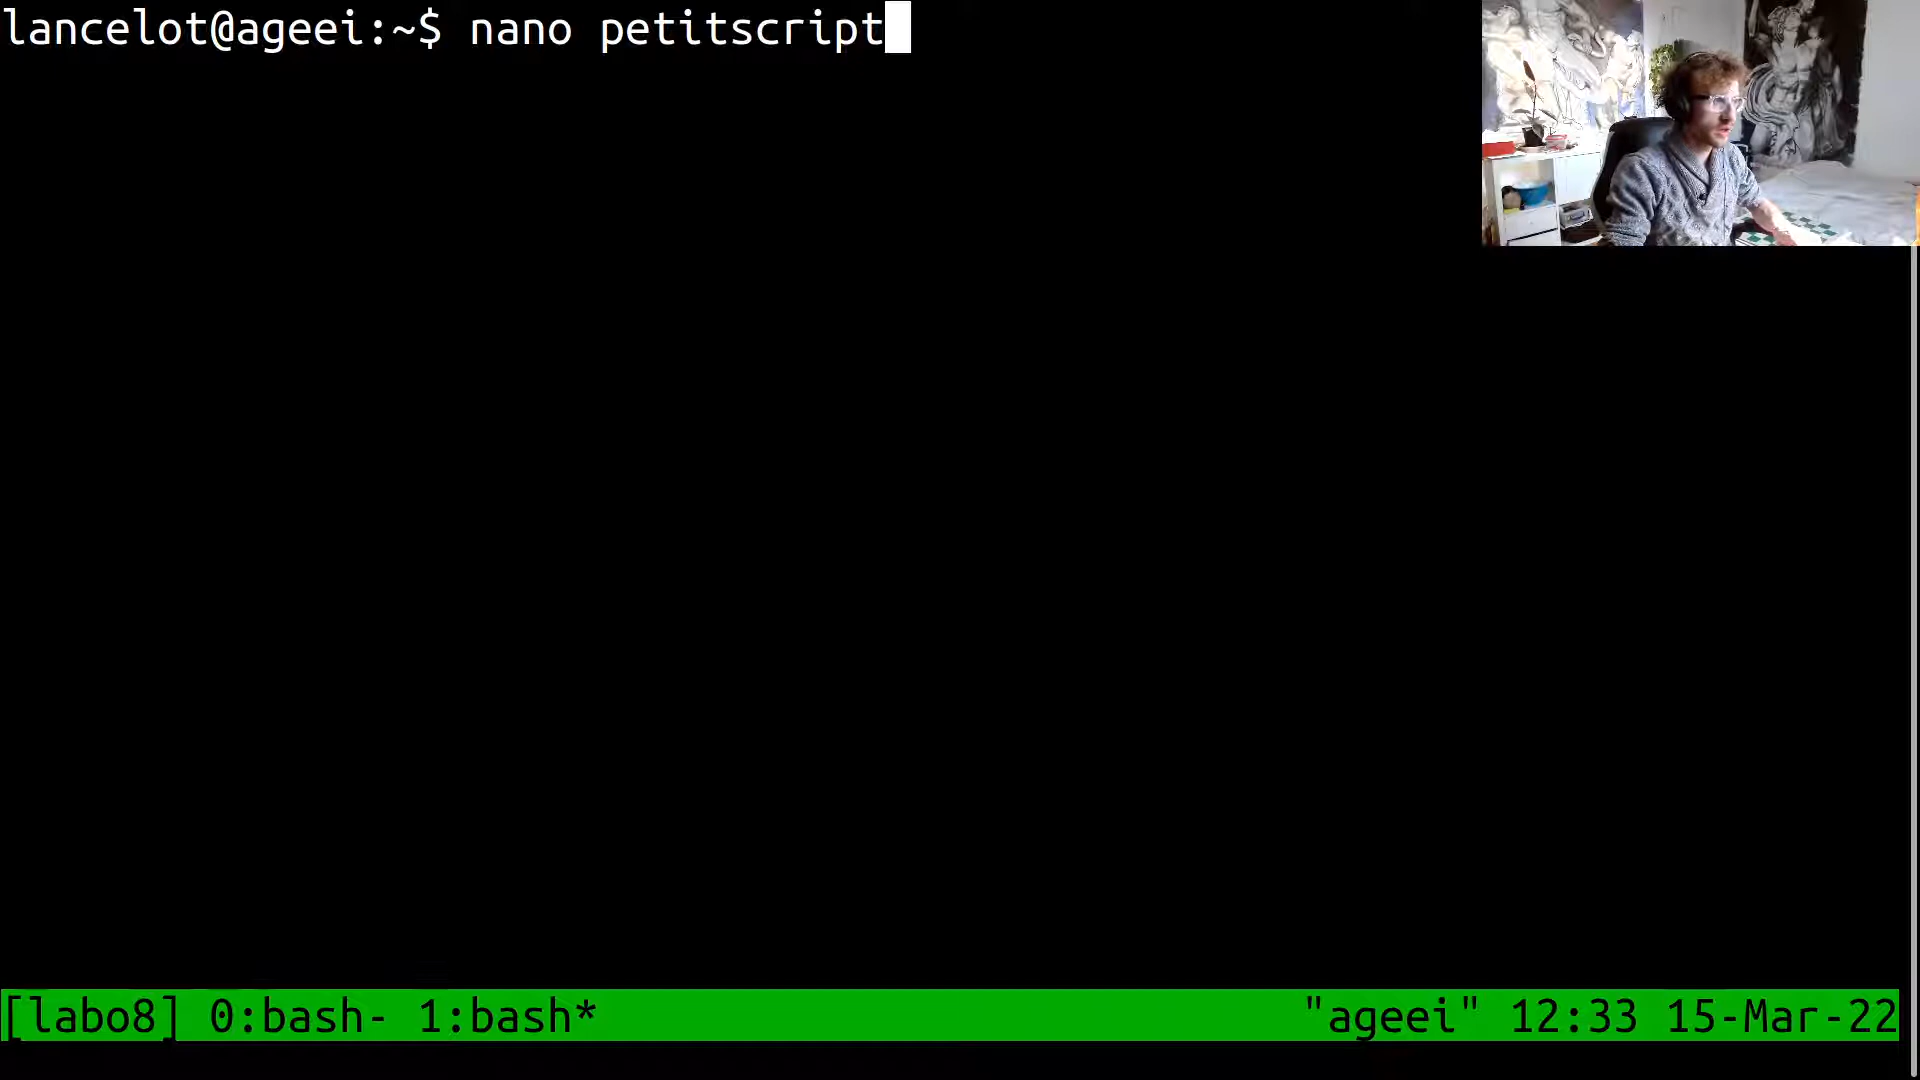 lancelot@ageei:~$ nano petitscript
[labo8] 0:bash- 1:bash* "ageei" 12:33 15-Mar-22